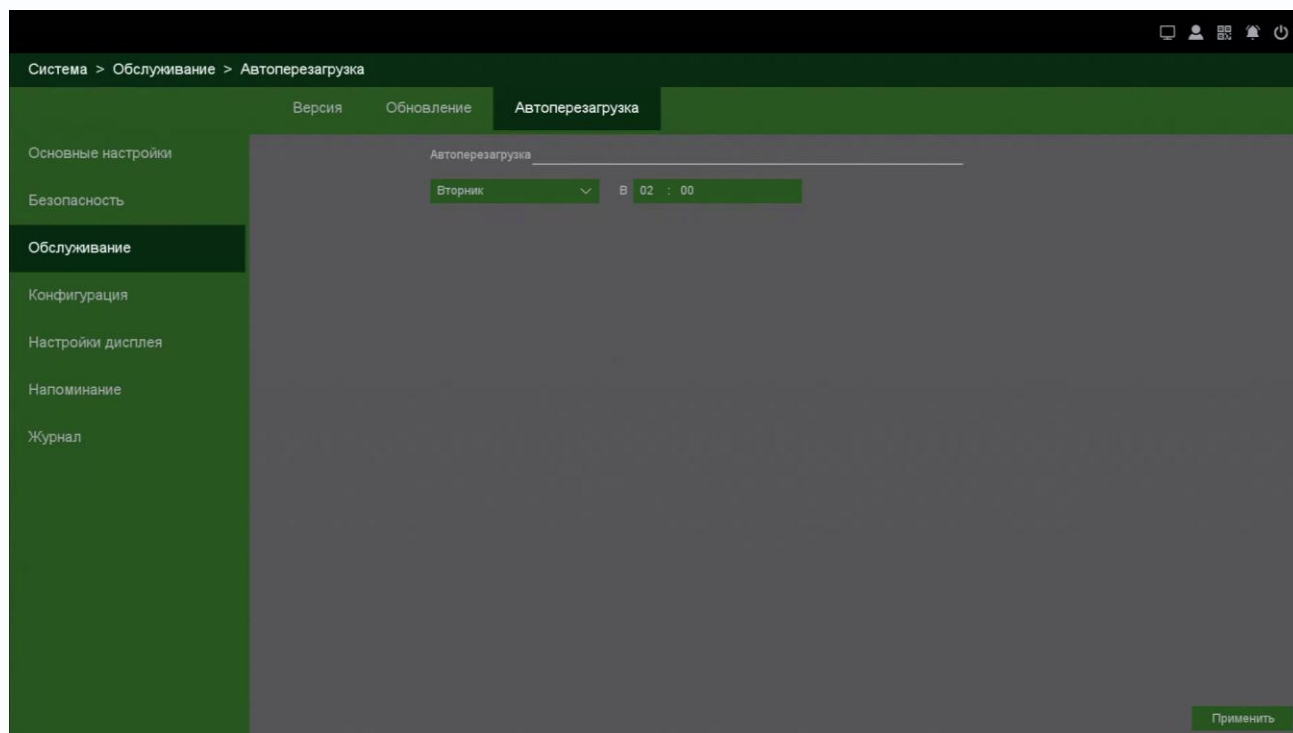 Система > Обслуживание > Автоперезагрузка
Версия Обновление Автоперезагрузка
Основные настройки
Автоперезагрузка
Вторник В 02 : 00
Безопасность
Обслуживание
Конфигурация
Настройки дисплея
Напоминание
Журнал
Применить